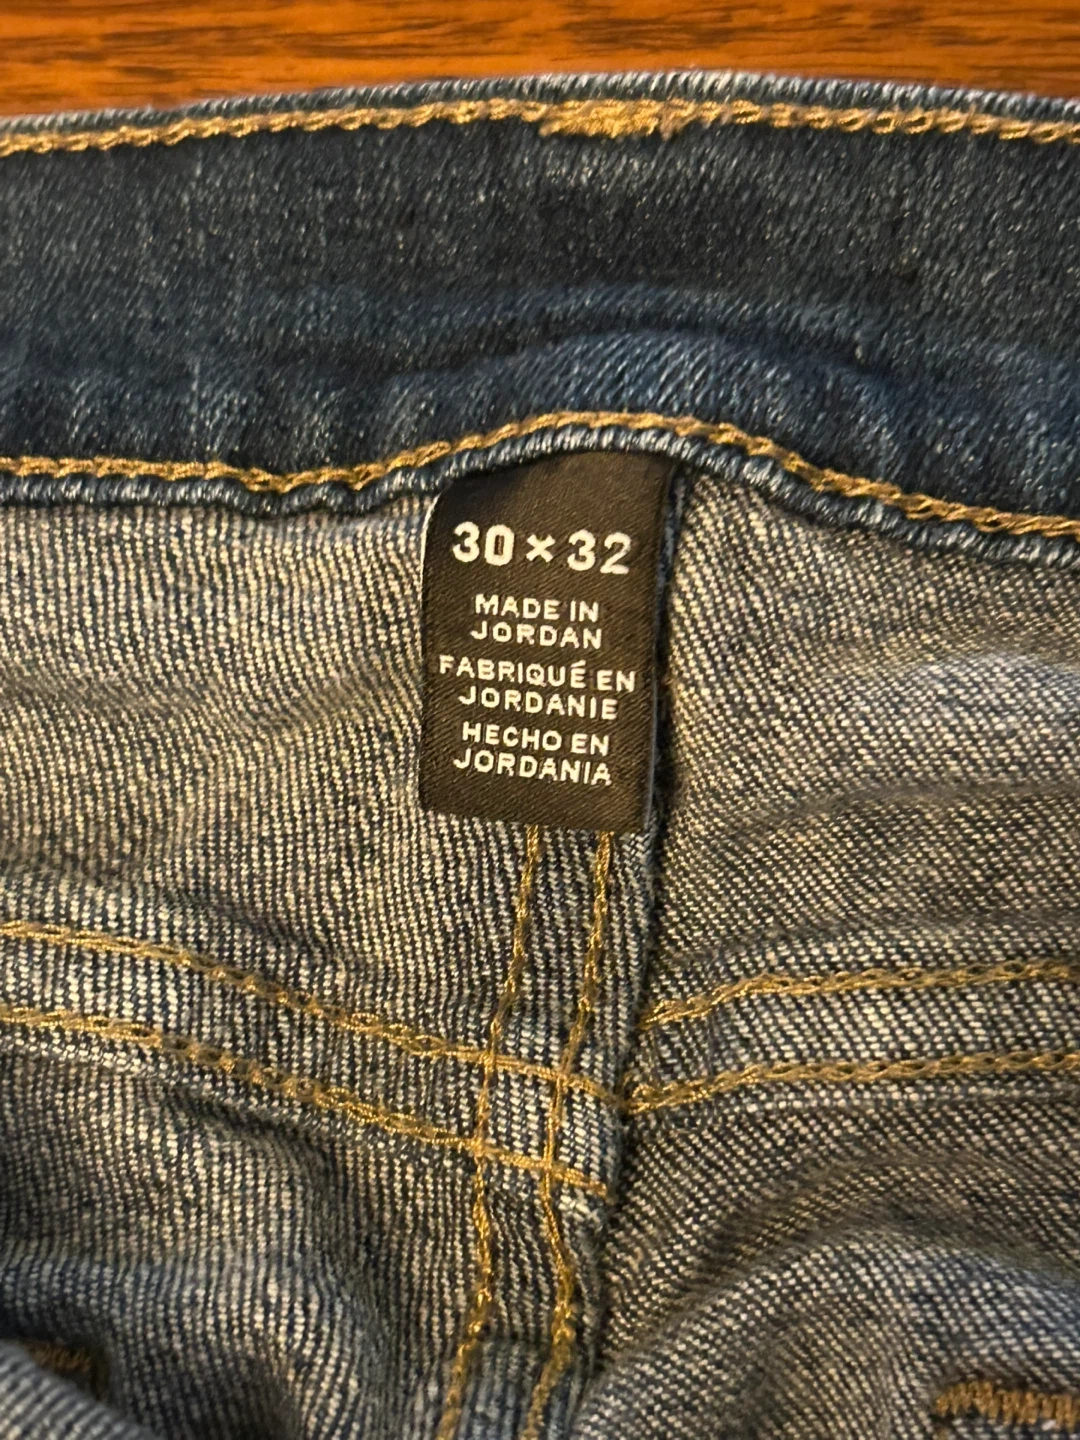 30 × 32
MADE IN
JORDAN
FABRIQUÉ EN
JORDANIE
HECHO EN
JORDANIA